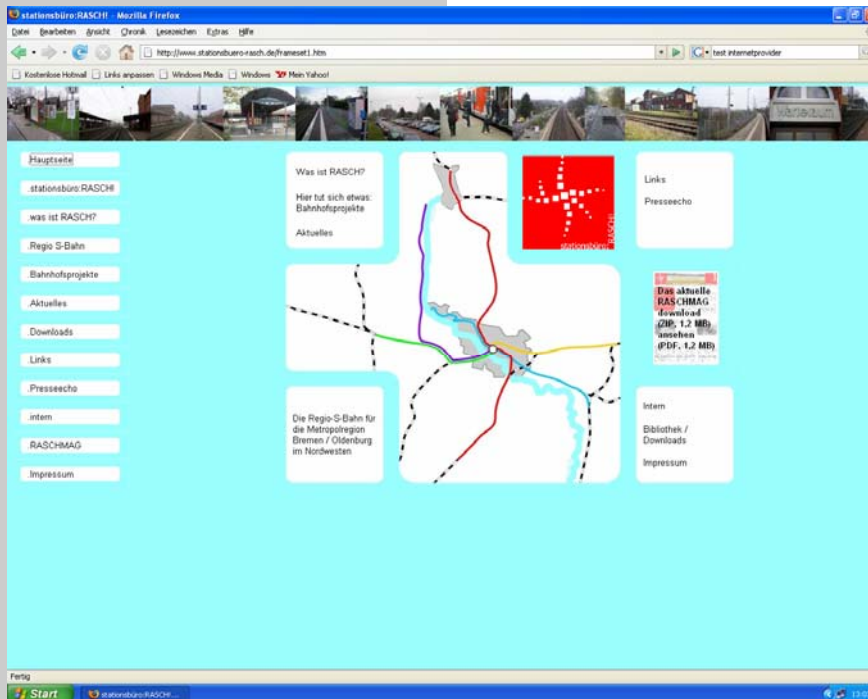 stationsbüro:RASCH! - Mozilla Firefox
Datei Bearbeiten Ansicht Chronik Lesezeichen Extras Hilfe
http://www.stationsbuero-rasch.de/frameset1.htm
test internetprovider
Kostenlose Hotmail Links anpassen Windows Media Windows Mein Yahoo!
Wartesaum
Hauptseite
.stationsbüro:RASCH!
.was ist RASCH?
.Regio S-Bahn
.Bahnhofsprojekte
.Aktuelles
.Downloads
.Links
.Presseecho
.intern
.RASCHMAG
.Impressum
Was ist RASCH?
Hier tut sich etwas:
Bahnhofsprojekte
Aktuelles
stationsbüro:RASCH!
Links
Presseecho
Das aktuelle
RASCHMAG
download
(ZIP, 1,2 MB)
ansehen
(PDF, 1,2 MB)
Die Regio-S-Bahn für
die Metropolregion
Bremen / Oldenburg
im Nordwesten
Intern
Bibliothek /
Downloads
Impressum
Fertig
Start
stationsbüro:RASCH! ...